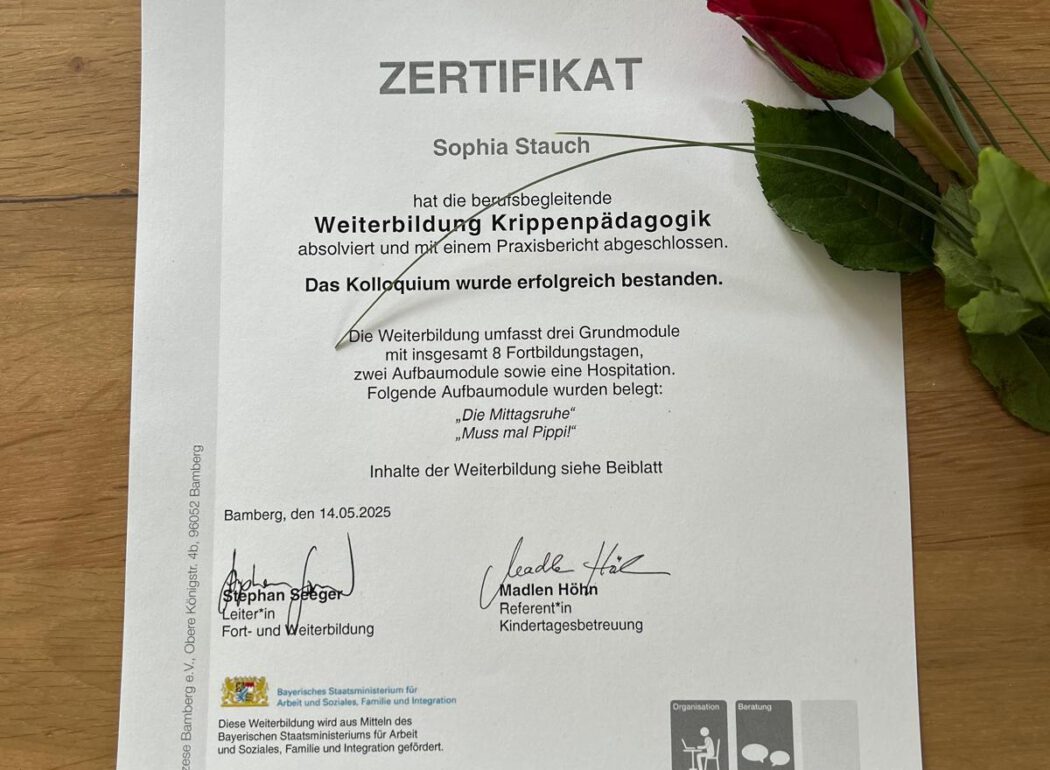 ZERTIFIKAT
Sophia Stauch
hat die berufsbegleitende
Weiterbildung Krippenpädagogik
absolviert und mit einem Praxisbericht abgeschlossen.
Das Kolloquium wurde erfolgreich bestanden.
Die Weiterbildung umfasst drei Grundmodule
mit insgesamt 8 Fortbildungstagen,
zwei Aufbaumodule sowie eine Hospitation.
Folgende Aufbaumodule wurden belegt:
„Die Mittagsruhe“
„Muss mal Pippi!“
Inhalte der Weiterbildung siehe Beiblatt
Bamberg, den 14.05.2025
Stephan Seeger
Leiter*in
Fort- und Weiterbildung
Madlen Höhn
Referent*in
Kindertagesbetreuung
Bayerisches Staatsministerium für
Arbeit und Soziales, Familie und Integration
Diese Weiterbildung wird aus Mitteln des
Bayerischen Staatsministeriums für Arbeit
und Soziales, Familie und Integration gefördert.
Organisation
Beratung
Bamberg e.V., Obere Königstr. 4b, 96052 Bamberg